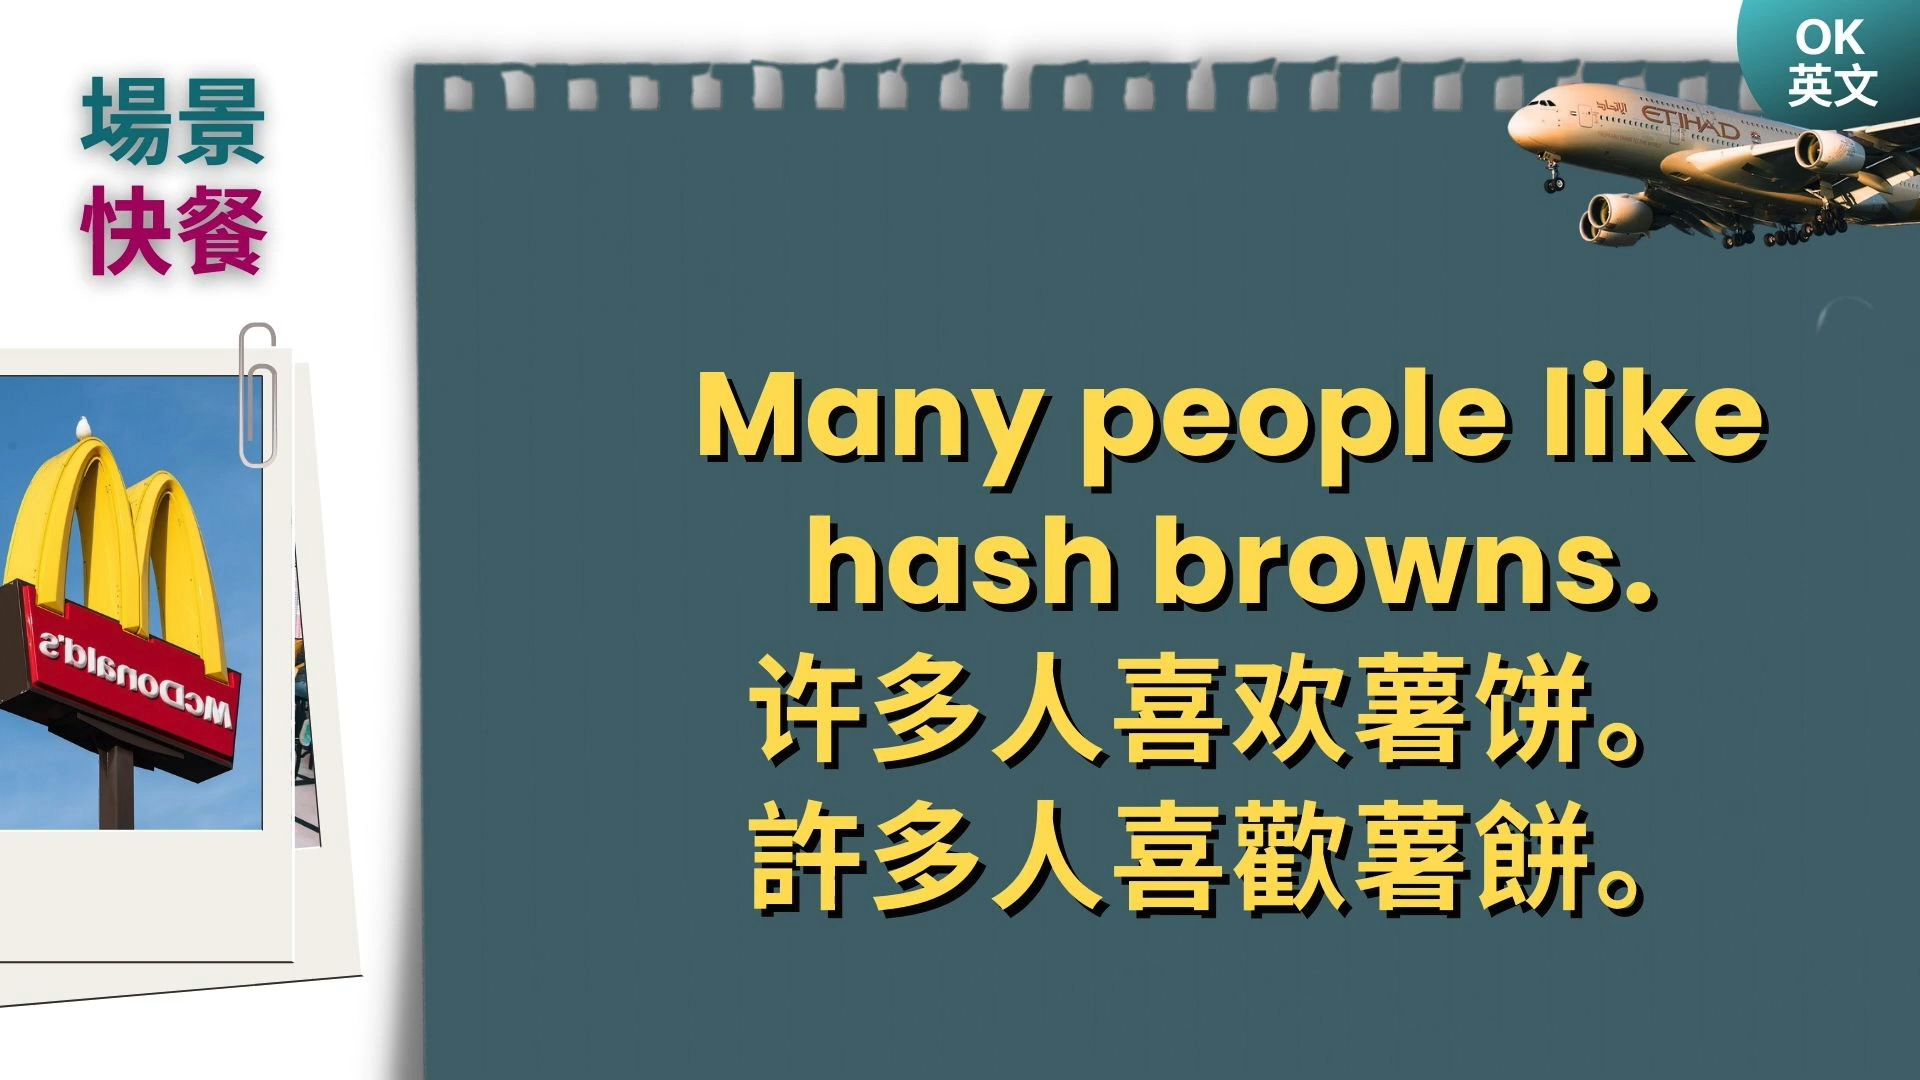 場景
快餐
OK
英文
الإتحاد
ETIHAD
McDonald's
Many people like
hash browns.
许多人喜欢薯饼。
許多人喜歡薯餅。